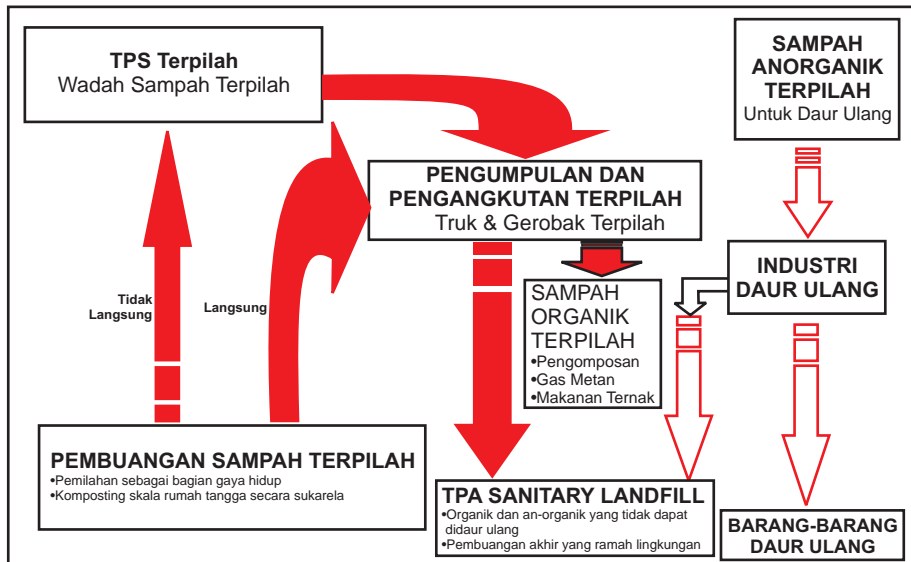 TPS Terpilah
Wadah Sampah Terpilah
SAMPAH
ANORGANIK
TERPILAH
Untuk Daur Ulang
PENGUMPULAN DAN
PENGANGKUTAN TERPILAH
Truk & Gerobak Terpilah
INDUSTRI
DAUR ULANG
Tidak
Langsung
Langsung
SAMPAH
ORGANIK
TERPILAH
•Pengomposan
•Gas Metan
•Makanan Ternak
PEMBUANGAN SAMPAH TERPILAH
•Pemilahan sebagai bagian gaya hidup
•Komposting skala rumah tangga secara sukarela
TPA SANITARY LANDFILL
•Organik dan an-organik yang tidak dapat
didaur ulang
•Pembuangan akhir yang ramah lingkungan
BARANG-BARANG
DAUR ULANG